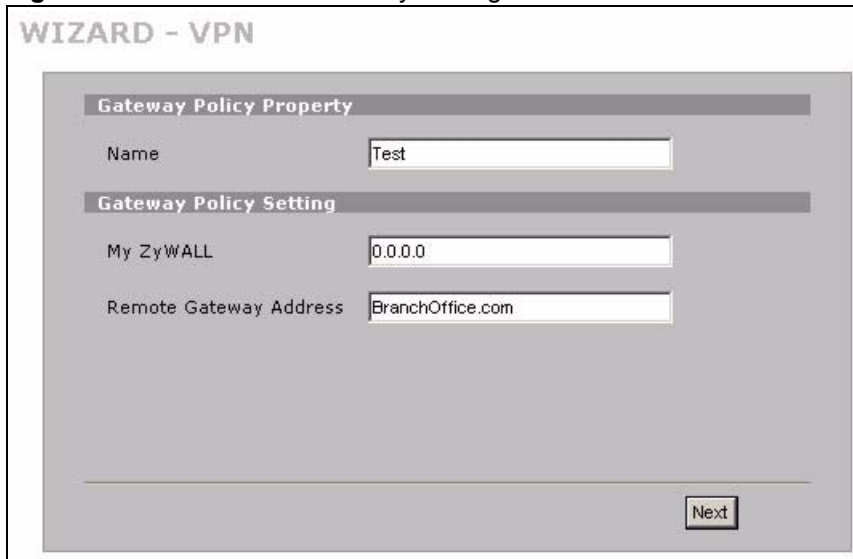 WIZARD - VPN
Gateway Policy Property
Name Test
Gateway Policy Setting
My ZyWALL 0.0.0.0
Remote Gateway Address BranchOffice.com
Next